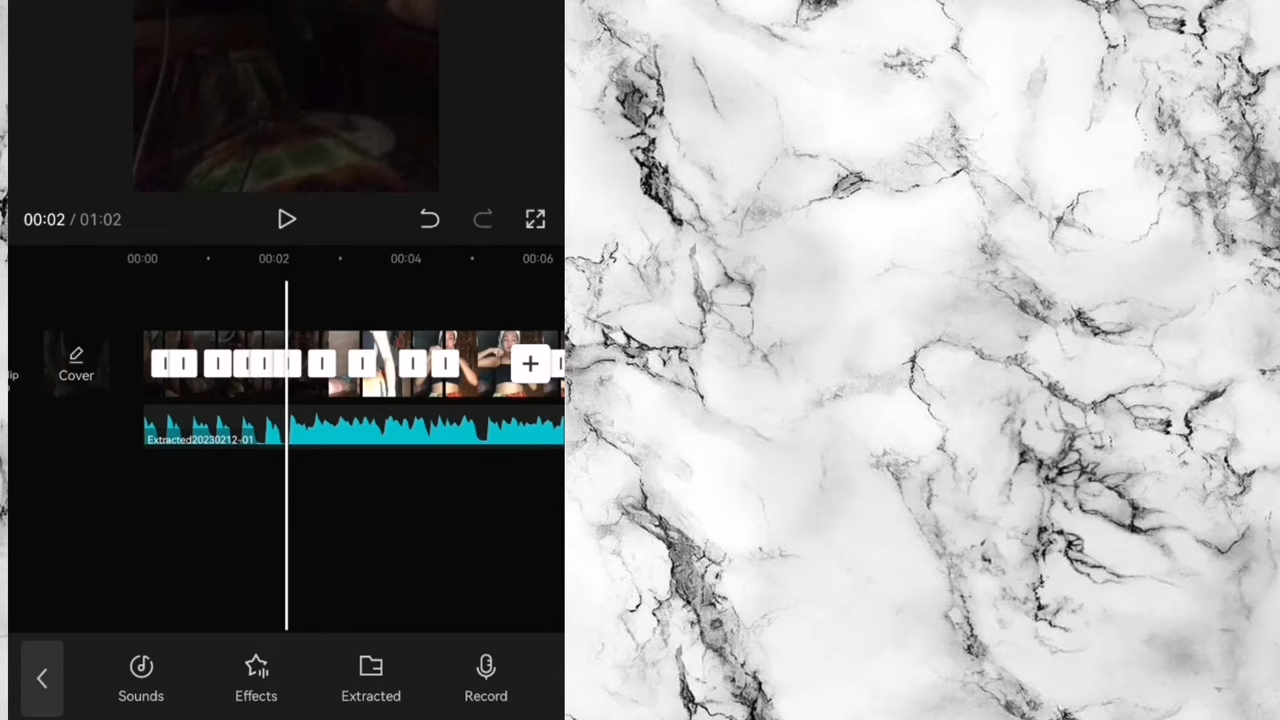 00:02 / 01:02
00:00
00:02
00:04
00:06
lip
Cover
Extracted20230212-01
Sounds
Effects
Extracted
Record